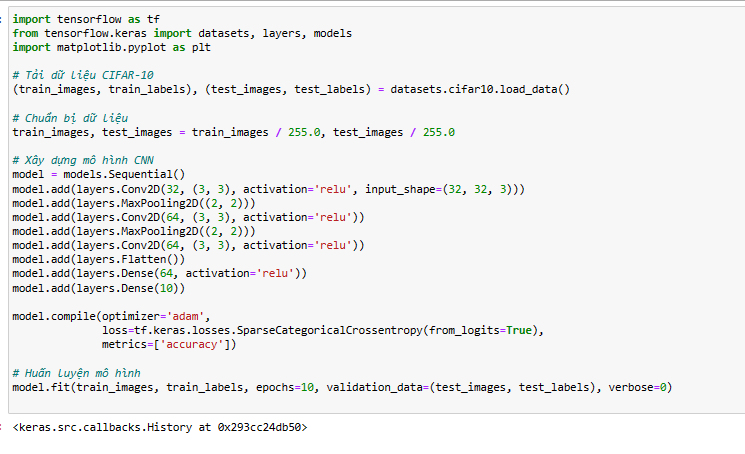 import tensorflow as tf
from tensorflow.keras import datasets, layers, models
import matplotlib.pyplot as plt
# Tải dữ liệu CIFAR-10
(train_images, train_labels), (test_images, test_labels) = datasets.cifar10.load_data()
# Chuẩn bị dữ liệu
train_images, test_images = train_images / 255.0, test_images / 255.0
# Xây dựng mô hình CNN
model = models.Sequential()
model.add(layers.Conv2D(32, (3, 3), activation='relu', input_shape=(32, 32, 3)))
model.add(layers.MaxPooling2D((2, 2)))
model.add(layers.Conv2D(64, (3, 3), activation='relu'))
model.add(layers.MaxPooling2D((2, 2)))
model.add(layers.Conv2D(64, (3, 3), activation='relu'))
model.add(layers.Flatten())
model.add(layers.Dense(64, activation='relu'))
model.add(layers.Dense(10))
model.compile(optimizer='adam',
loss=tf.keras.losses.SparseCategoricalCrossentropy(from_logits=True),
metrics=['accuracy'])
# Huấn luyện mô hình
model.fit(train_images, train_labels, epochs=10, validation_data=(test_images, test_labels), verbose=0)
<keras.src.callbacks.History at 0x293cc24db50>